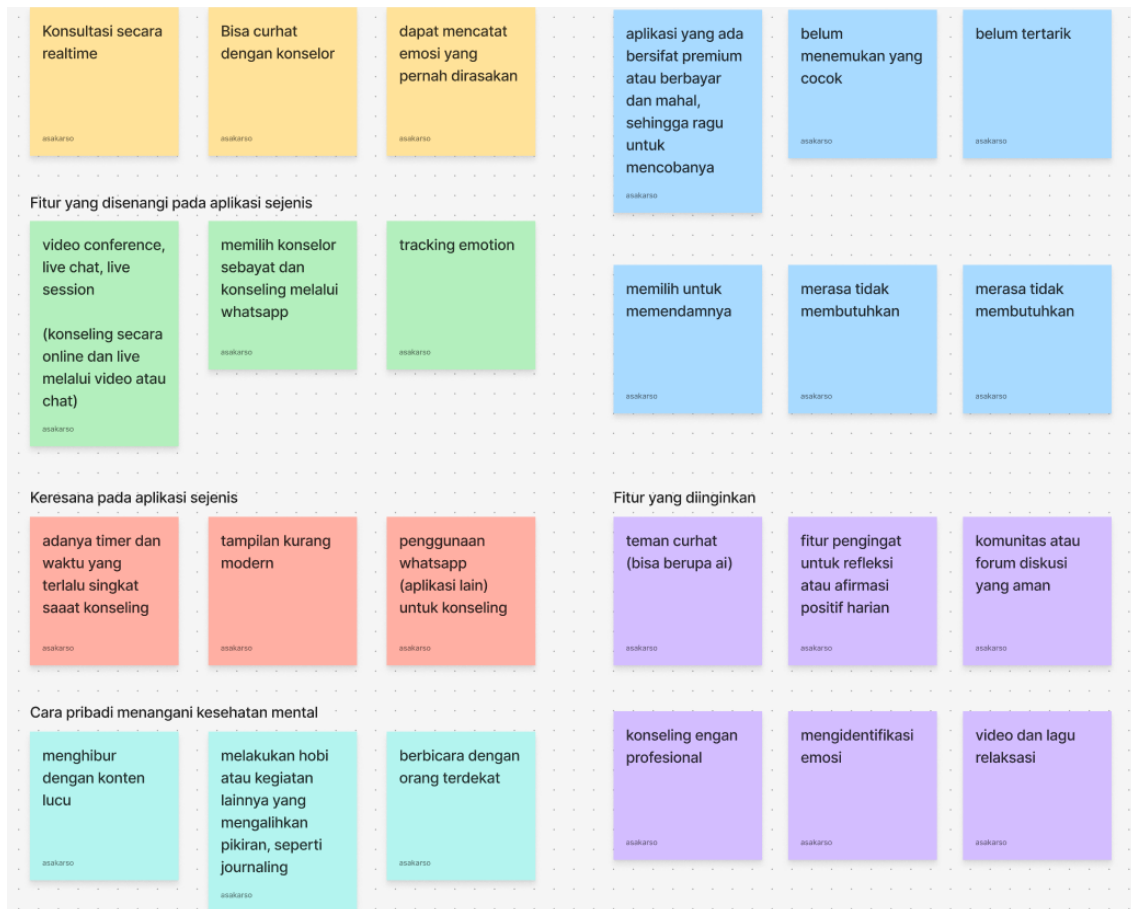 Konsultasi secara
realtime
asakarso
Bisa curhat
dengan konselor
asakarso
dapat mencatat
emosi yang
pernah dirasakan
asakarso
aplikasi yang ada
bersifat premium
atau berbayar
dan mahal,
sehingga ragu
untuk
mencobanya
asakarso
belum
menemukan yang
cocok
asakarso
belum tertarik
asakarso
Fitur yang disenangi pada aplikasi sejenis
video conference,
live chat, live
session
(konseling secara
online dan live
melalui video atau
chat)
asakarso
memilih konselor
sebayat dan
konseling melalui
whatsapp
asakarso
tracking emotion
asakarso
memilih untuk
memendamnya
asakarso
merasa tidak
membutuhkan
asakarso
merasa tidak
membutuhkan
asakarso
Keresana pada aplikasi sejenis
adanya timer dan
waktu yang
terlalu singkat
saaat konseling
asakarso
tampilan kurang
modern
asakarso
penggunaan
whatsapp
(aplikasi lain)
untuk konseling
asakarso
Fitur yang diinginkan
teman curhat
(bisa berupa ai)
asakarso
fitur pengingat
untuk refleksi
atau afirmasi
positif harian
asakarso
komunitas atau
forum diskusi
yang aman
asakarso
Cara pribadi menangani kesehatan mental
menghibur
dengan konten
lucu
asakarso
melakukan hobi
atau kegiatan
lainnya yang
mengalihkan
pikiran, seperti
journaling
asakarso
berbicara dengan
orang terdekat
asakarso
konseling engan
profesional
asakarso
mengidentifikasi
emosi
asakarso
video dan lagu
relaksasi
asakarso